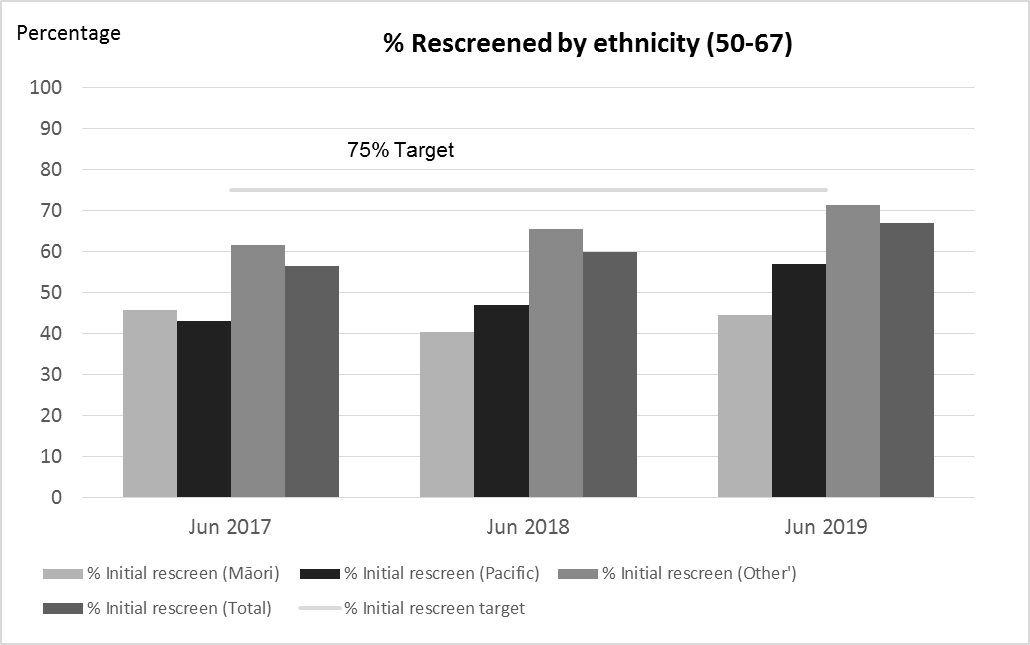 Percentage
% Rescreened by ethnicity (50-67)
100
90
80
75% Target
70
60
50
40
30
20
10
0
Jun 2017 Jun 2018 Jun 2019
% Initial rescreen (Māori) % Initial rescreen (Pacific) % Initial rescreen (Other')
% Initial rescreen (Total) % Initial rescreen target